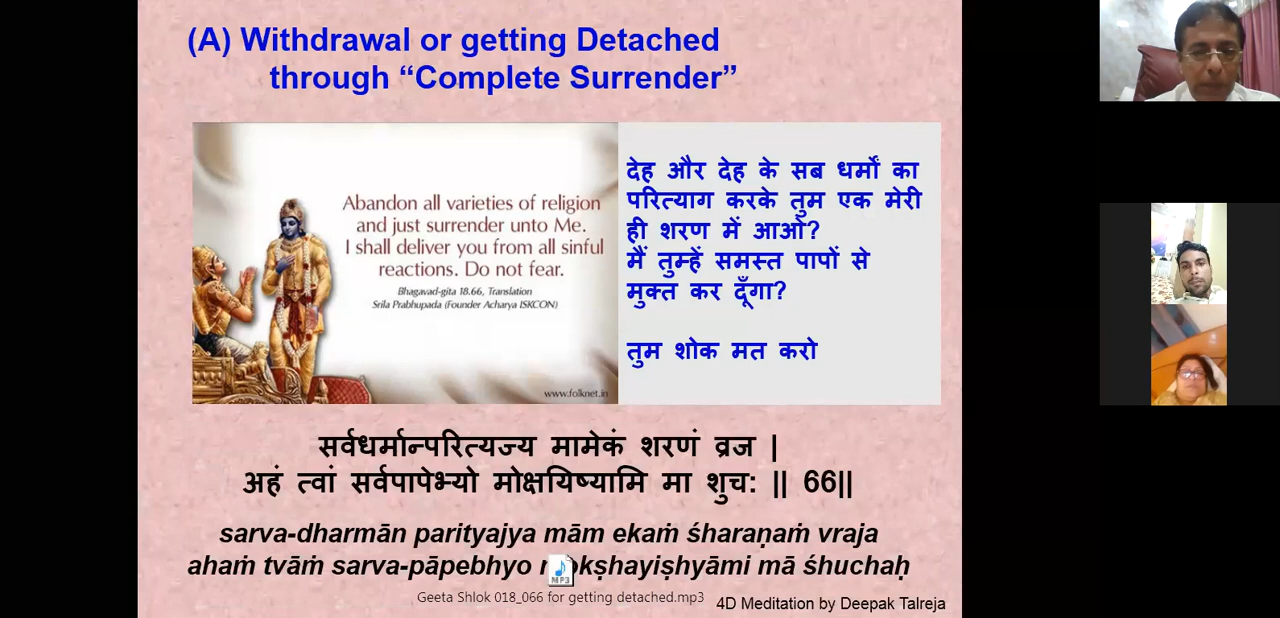 (A) Withdrawal or getting Detached
through “Complete Surrender”
Abandon all varieties of religion
and just surrender unto Me.
I shall deliver you from all sinful
reactions. Do not fear.
Bhagavad-gita 18.66, Translation
Srila Prabhupada (Founder Acharya ISKCON)
www.folknet.in
देह और देह के सब धर्मों का
परित्याग करके तुम एक मेरी
ही शरण में आओ?
मैं तुम्हें समस्त पापों से
मुक्त कर दूँगा?
तुम शोक मत करो
सर्वधर्मान्परित्यज्य मामेकं शरणं व्रज |
अहं त्वां सर्वपापेभ्यो मोक्षयिष्यामि मा शुच: || 66||
sarva-dharmān parityajya mām ekaṁ śharaṇaṁ vraja
ahaṁ tvāṁ sarva-pāpebhyo mokṣhayiṣhyāmi mā śhuchaḥ
MP3
Geeta Shlok 018_066 for getting detached.mp3
4D Meditation by Deepak Talreja